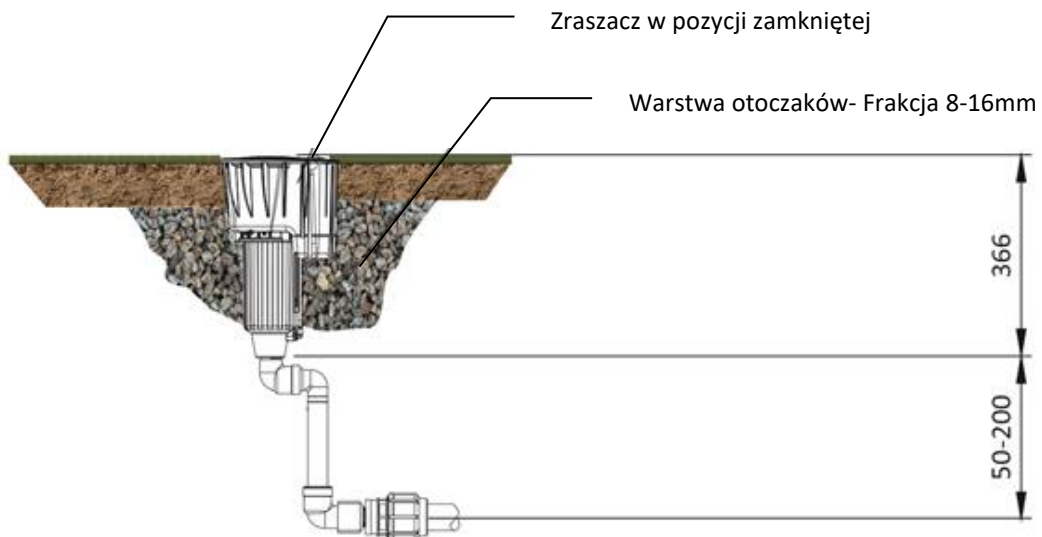 Zraszacz w pozycji zamkniętej
Warstwa otoczaków- Frakcja 8-16mm
366
50-200